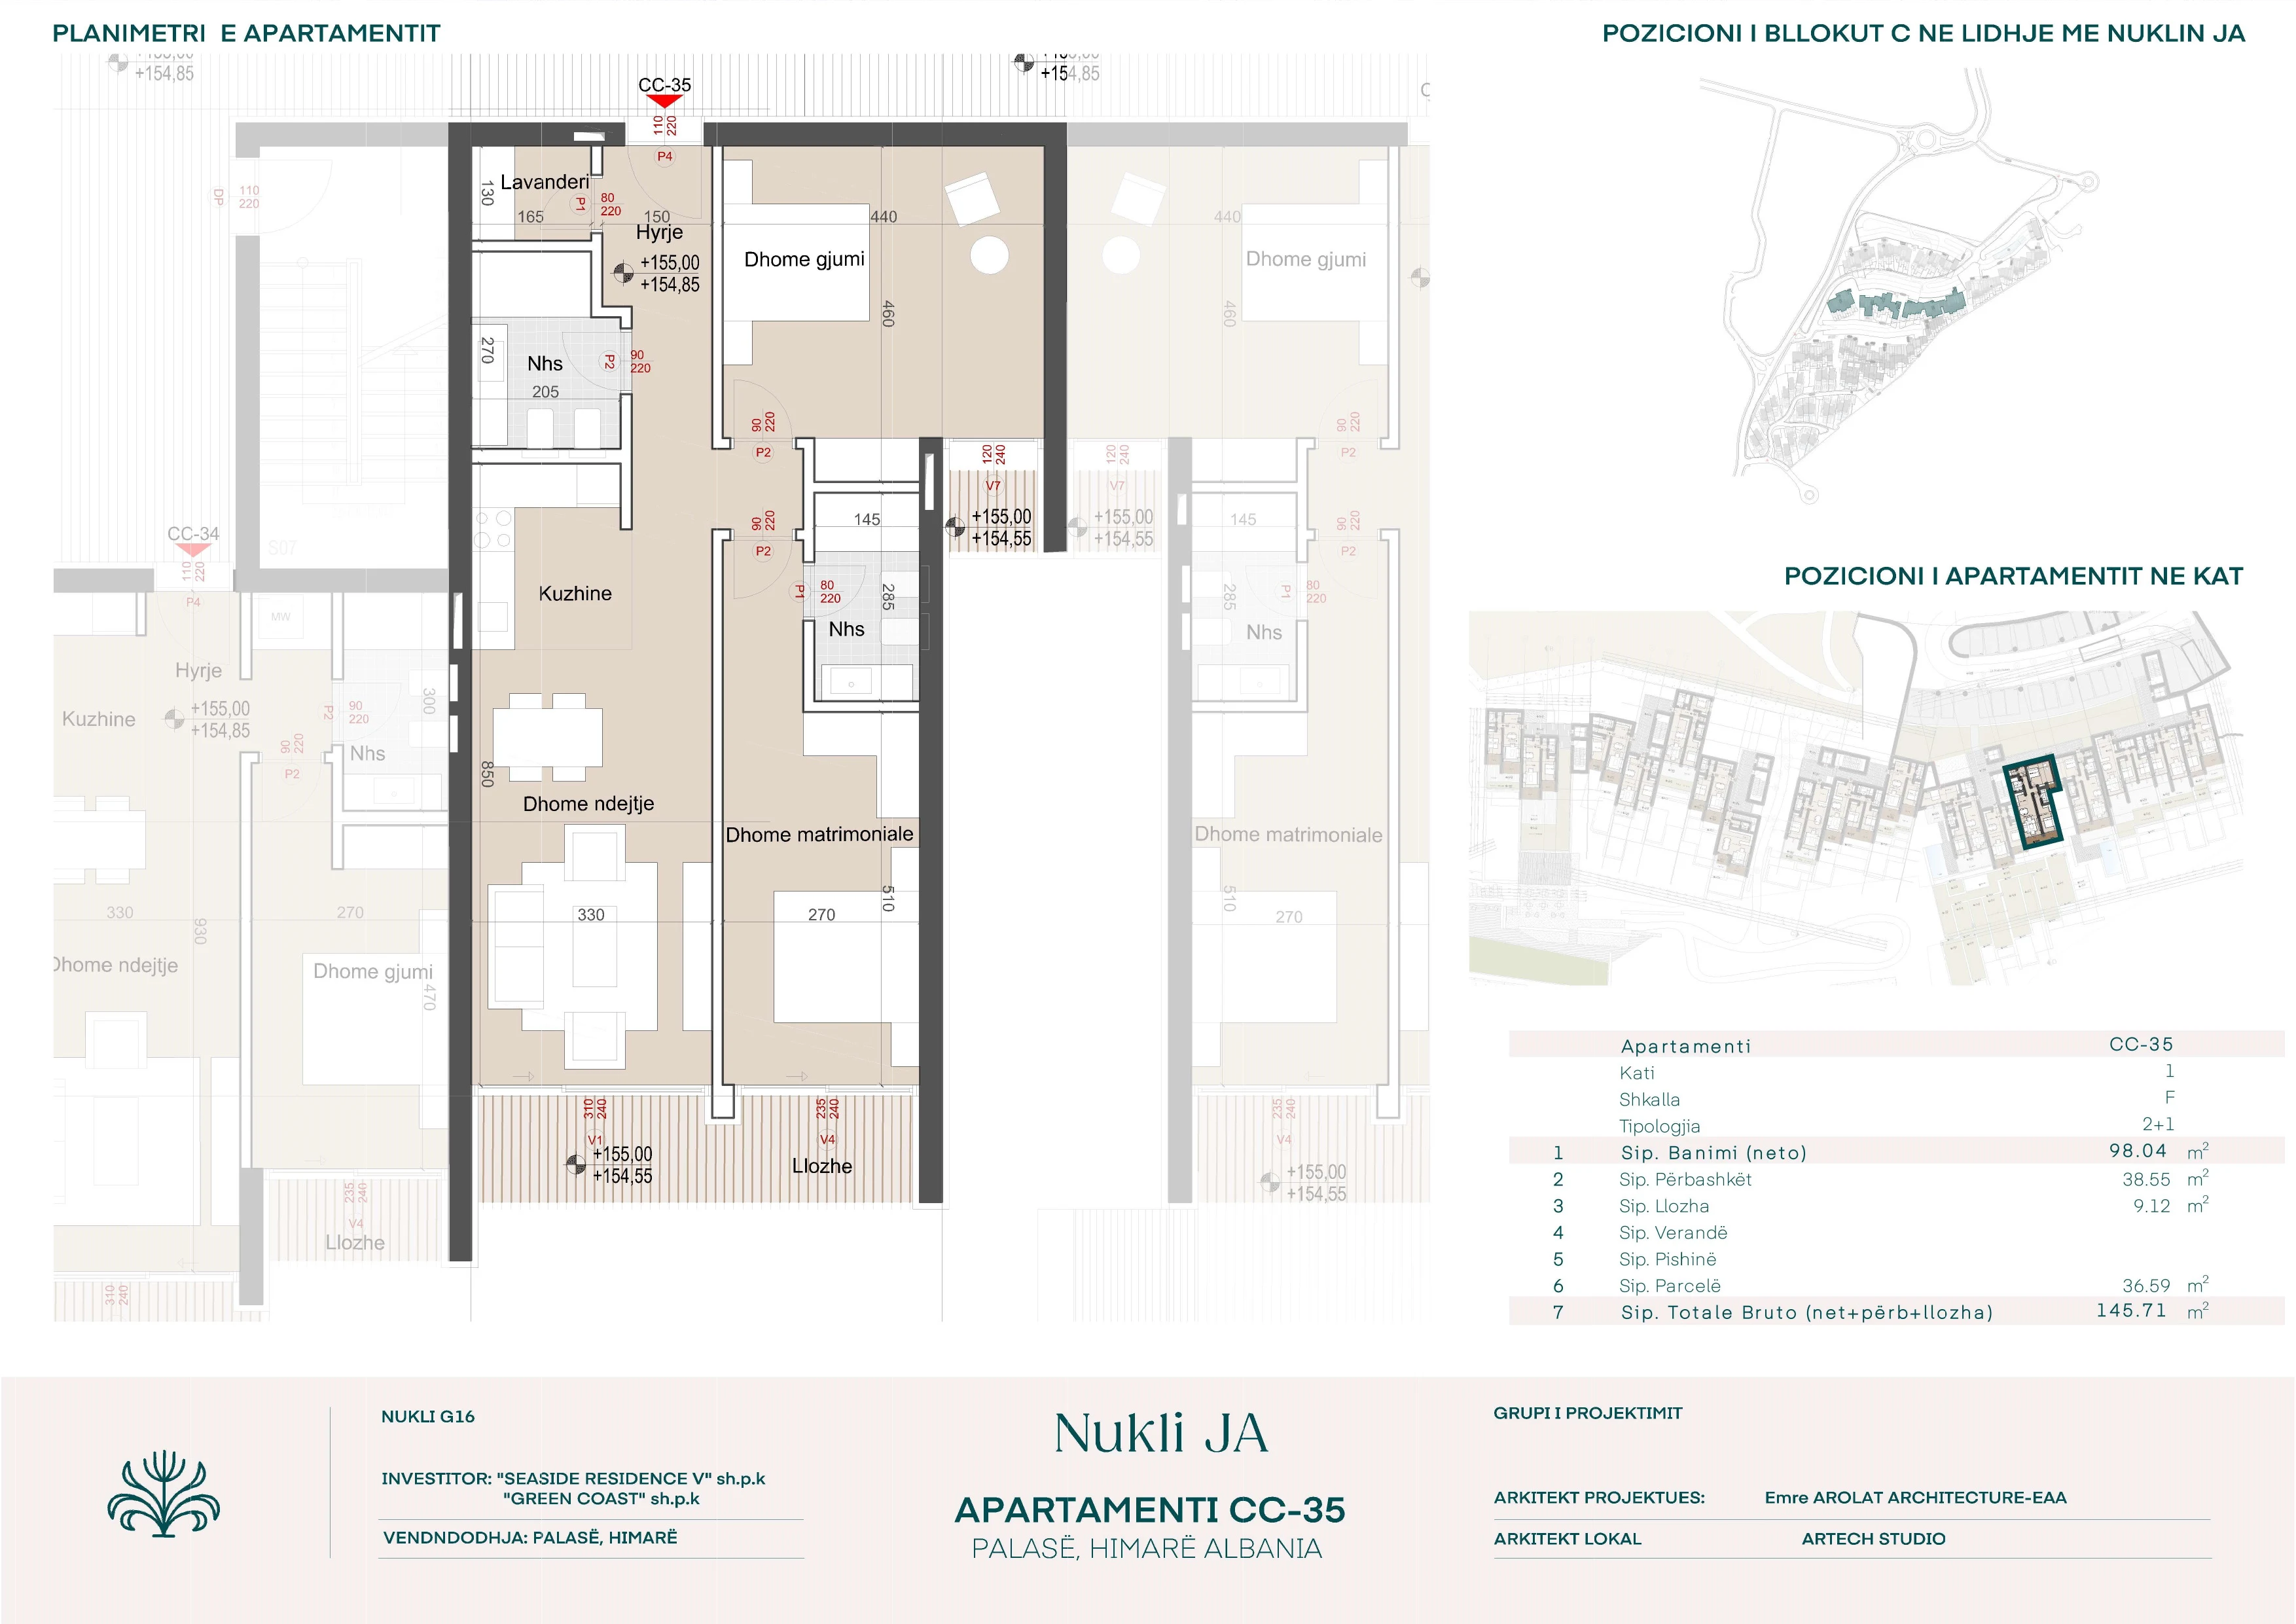 PLANIMETRI E APARTAMENTIT
POZICIONI I BLLOKUT C NE LIDHJE ME NUKLIN JA
+154,85
+154,85
CC-35
110
220
P4
Lavanderi
130
165
P1
80
220
150
Hyrje
+155,00
+154,85
440
Dhome gjumi
460
440
Dhome gjumi
460
DP
110
220
270
Nhs
205
P2
90
220
90
220
P2
120
240
V7
+155,00
+154,55
120
240
V7
+155,00
+154,55
90
220
P2
CC-34
110
220
P4
S07
MW
Kuzhine
90
220
P2
145
P1
80
220
285
Nhs
145
285
P1
80
220
Nhs
90
220
P2
POZICIONI I APARTAMENTIT NE KAT
Hyrje
Kuzhine
+155,00
+154,85
P2
90
220
300
Nhs
90
220
P2
850
Dhome ndejtje
Dhome matrimoniale
Dhome matrimoniale
330
270
930
Dhome ndejtje
Dhome gjumi
470
330
270
510
510
270
310
240
V1
+155,00
+154,55
235
240
V4
Llozhe
235
240
V4
+155,00
+154,55
235
240
V4
Llozhe
310
240
Apartamenti CC-35
Kati 1
Shkalla F
Tipologjia 2+1
1 Sip. Banimi (neto) 98.04 m²
2 Sip. Përbashkët 38.55 m²
3 Sip. Llozha 9.12 m²
4 Sip. Verandë
5 Sip. Pishinë
6 Sip. Parcelë 36.59 m²
7 Sip. Totale Bruto (net+përb+llozha) 145.71 m²
NUKLI G16
INVESTITOR: "SEASIDE RESIDENCE V" sh.p.k
"GREEN COAST" sh.p.k
VENDNDODHJA: PALASË, HIMARË
Nukli JA
APARTAMENTI CC-35
PALASË, HIMARË ALBANIA
GRUPI I PROJEKTIMIT
ARKITEKT PROJEKTUES: Emre AROLAT ARCHITECTURE-EAA
ARKITEKT LOKAL ARTECH STUDIO